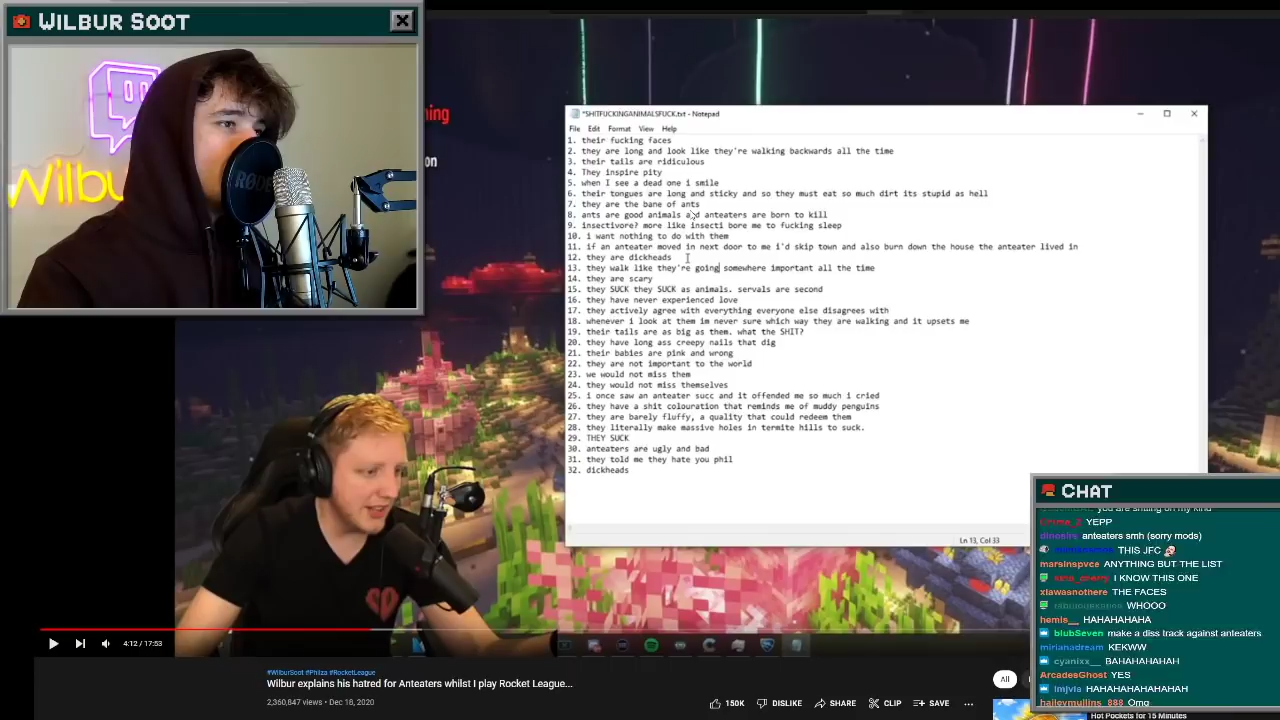 WILBUR SOOT
Wilbu
ning
on
RODE
*SHITFUCKINGANIMALSFUCK.txt - Notepad
File Edit Format View Help
1. their fucking faces
2. they are long and look like they're walking backwards all the time
3. their tails are ridiculous
4. They inspire pity
5. when I see a dead one i smile
6. their tongues are long and sticky and so they must eat so much dirt its stupid as hell
7. they are the bane of ants
8. ants are good animals and anteaters are born to kill
9. insectivore? more like insecti bore me to fucking sleep
10. i want nothing to do with them
11. if an anteater moved in next door to me i'd skip town and also burn down the house the anteater lived in
12. they are dickheads
13. they walk like they're going somewhere important all the time
14. they are scary
15. they SUCK they SUCK as animals. servals are second
16. they have never experienced love
17. they actively agree with everything everyone else disagrees with
18. whenever i look at them im never sure which way they are walking and it upsets me
19. their tails are as big as them. what the SHIT?
20. they have long ass creepy nails that dig
21. their babies are pink and wrong
22. they are not important to the world
23. we would not miss them
24. they would not miss themselves
25. i once saw an anteater succ and it offended me so much i cried
26. they have a shit colouration that reminds me of muddy penguins
27. they are barely fluffy, a quality that could redeem them
28. they literally make massive holes in termite hills to suck.
29. THEY SUCK
30. anteaters are ugly and bad
31. they told me they hate you phil
32. dickheads
Ln 13, Col 33
CHAT
you are shitting on my kind
YEPP
dinosirs anteaters smh (sorry mods)
THIS JFC
marsinspvce ANYTHING BUT THE LIST
I KNOW THIS ONE
xlawasnothere THE FACES
WHOOO
hemis__ HAHAHAHAHA
blubSeven make a diss track against anteaters
mirianadream KEKWW
cyanixx__ BAHAHAHAHAH
ArcadesGhost YES
imjvia HAHAHAHAHAHAHAH
haileymullins_888 Omg
4:12 / 17:53
#WilburSoot #Philza #RocketLeague
Wilbur explains his hatred for Anteaters whilst I play Rocket League...
2,360,847 views • Dec 16, 2020
150K DISLIKE SHARE CLIP SAVE
All
Hot Pockets for 15 Minutes